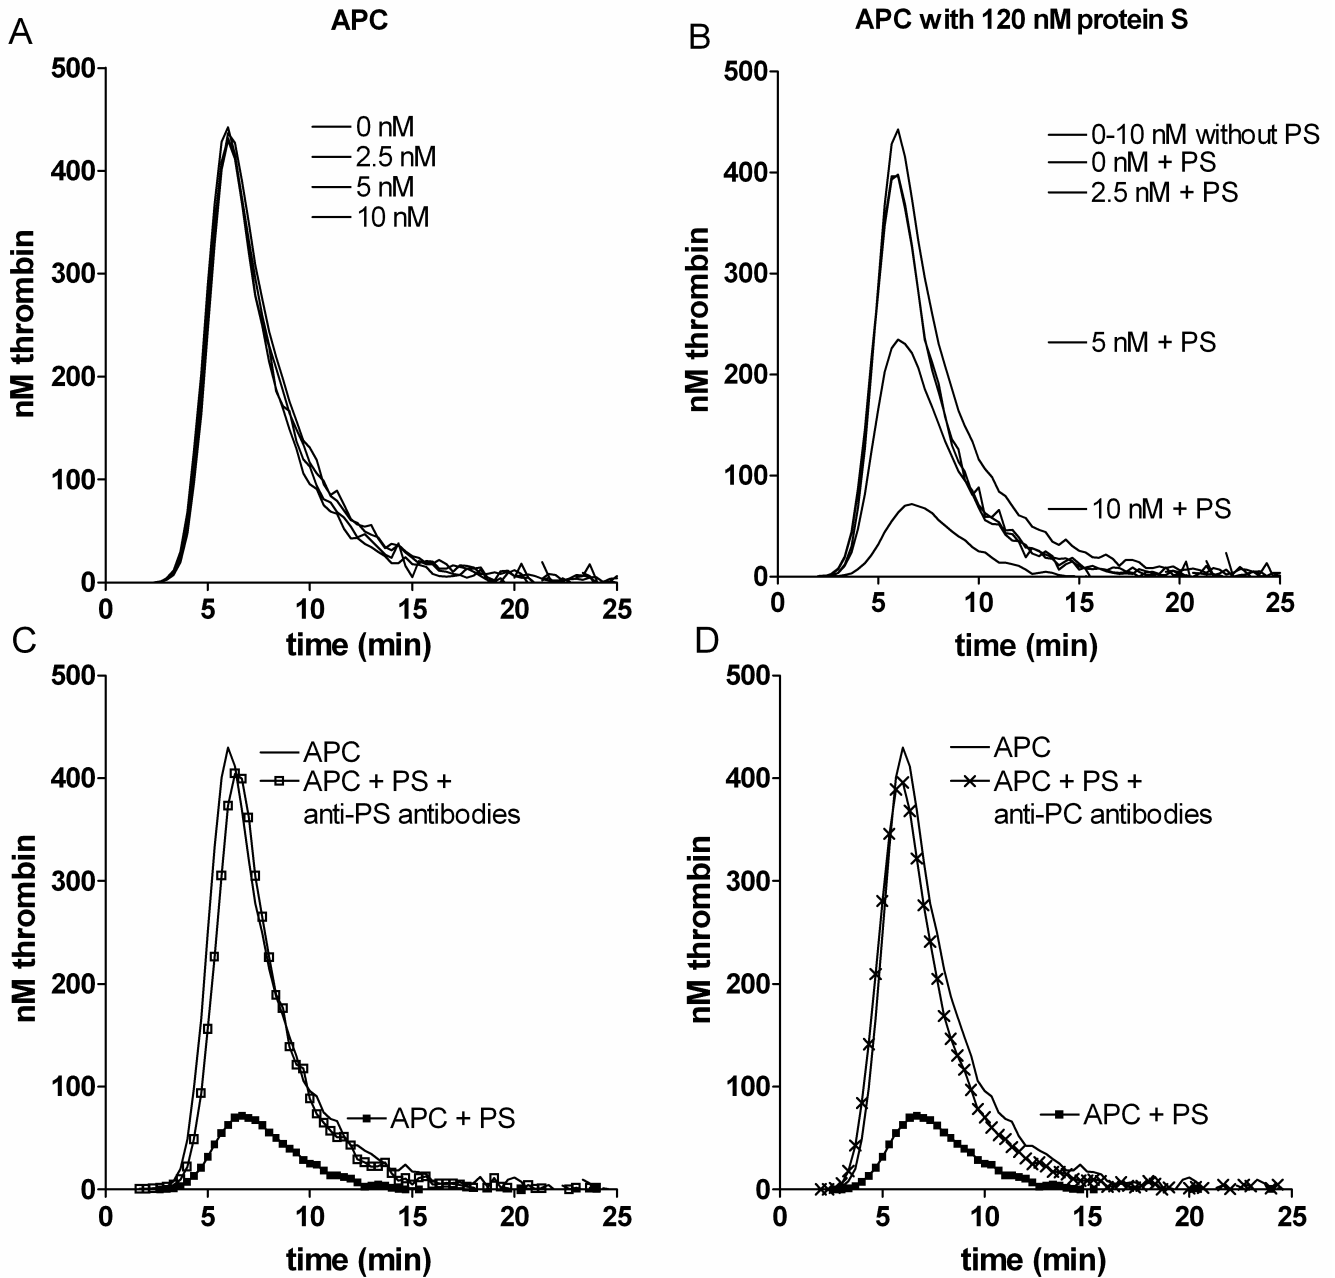 A
APC
500
400
300
200
100
0
nM thrombin
0 nM
2.5 nM
5 nM
10 nM
0 5 10 15 20 25
time (min)
B
APC with 120 nM protein S
500
400
300
200
100
0
nM thrombin
0-10 nM without PS
0 nM + PS
2.5 nM + PS
5 nM + PS
10 nM + PS
0 5 10 15 20 25
time (min)
C
500
400
300
200
100
0
nM thrombin
APC
APC + PS +
anti-PS antibodies
APC + PS
0 5 10 15 20 25
time (min)
D
500
400
300
200
100
0
nM thrombin
APC
APC + PS +
anti-PC antibodies
APC + PS
0 5 10 15 20 25
time (min)